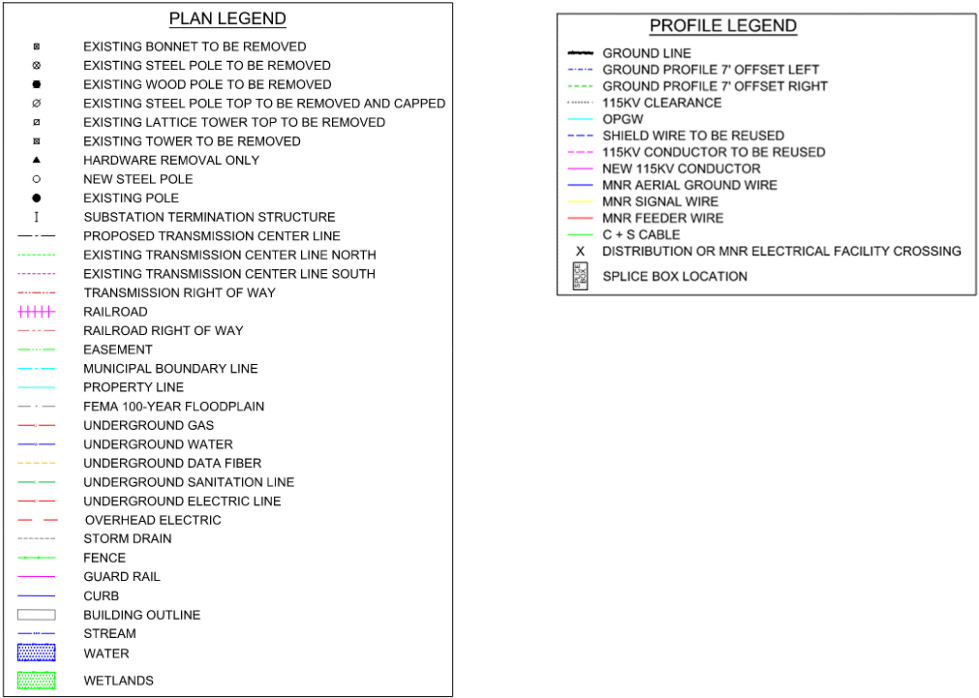 PLAN LEGEND
EXISTING BONNET TO BE REMOVED
EXISTING STEEL POLE TO BE REMOVED
EXISTING WOOD POLE TO BE REMOVED
EXISTING STEEL POLE TOP TO BE REMOVED AND CAPPED
EXISTING LATTICE TOWER TOP TO BE REMOVED
EXISTING TOWER TO BE REMOVED
HARDWARE REMOVAL ONLY
NEW STEEL POLE
EXISTING POLE
SUBSTATION TERMINATION STRUCTURE
PROPOSED TRANSMISSION CENTER LINE
EXISTING TRANSMISSION CENTER LINE NORTH
EXISTING TRANSMISSION CENTER LINE SOUTH
TRANSMISSION RIGHT OF WAY
RAILROAD
RAILROAD RIGHT OF WAY
EASEMENT
MUNICIPAL BOUNDARY LINE
PROPERTY LINE
FEMA 100-YEAR FLOODPLAIN
UNDERGROUND GAS
UNDERGROUND WATER
UNDERGROUND DATA FIBER
UNDERGROUND SANITATION LINE
UNDERGROUND ELECTRIC LINE
OVERHEAD ELECTRIC
STORM DRAIN
FENCE
GUARD RAIL
CURB
BUILDING OUTLINE
STREAM
WATER
WETLANDS
PROFILE LEGEND
GROUND LINE
GROUND PROFILE 7' OFFSET LEFT
GROUND PROFILE 7' OFFSET RIGHT
115KV CLEARANCE
OPGW
SHIELD WIRE TO BE REUSED
115KV CONDUCTOR TO BE REUSED
NEW 115KV CONDUCTOR
MNR AERIAL GROUND WIRE
MNR SIGNAL WIRE
MNR FEEDER WIRE
C + S CABLE
X DISTRIBUTION OR MNR ELECTRICAL FACILITY CROSSING
SPLICE BOX SPLICE BOX LOCATION